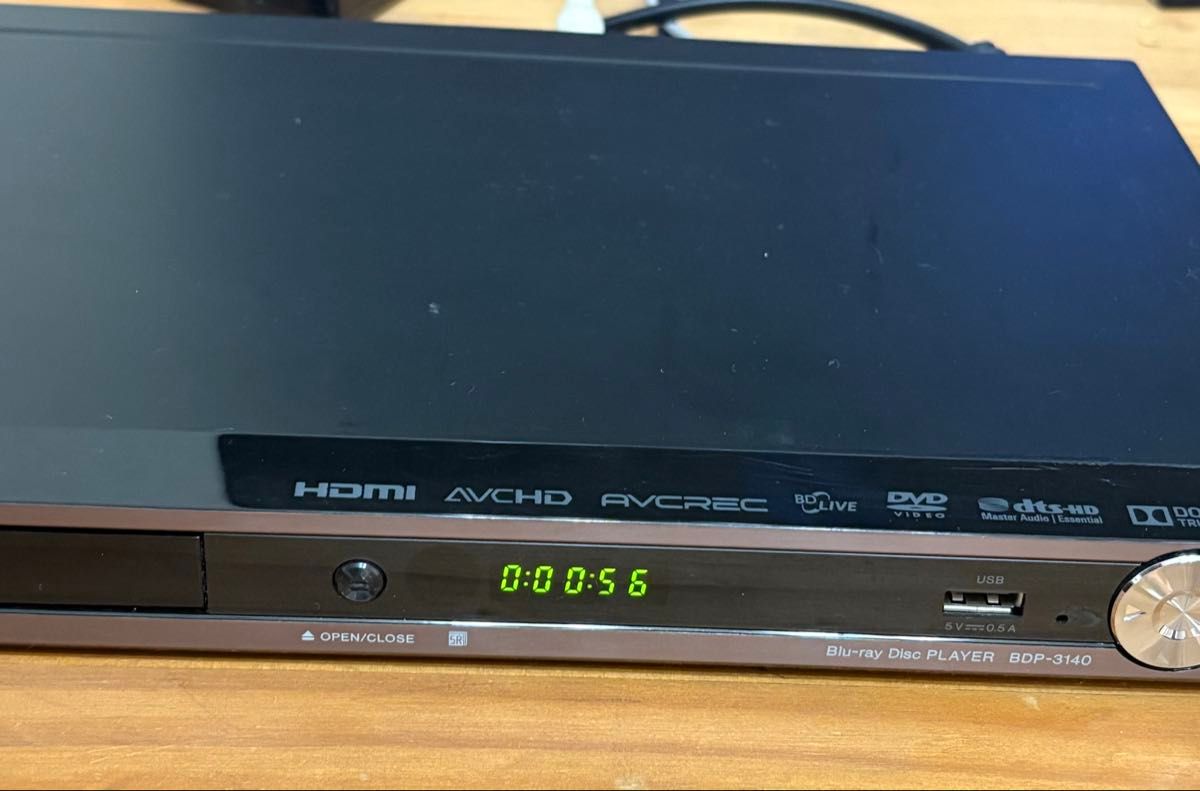 HDMI AVCHD AVCREC BD LIVE DVD VIDEO dts-HD Master Audio | Essential
0:00:56
USB
5V⎓0.5A
OPEN/CLOSE
Blu-ray Disc PLAYER BDP-3140